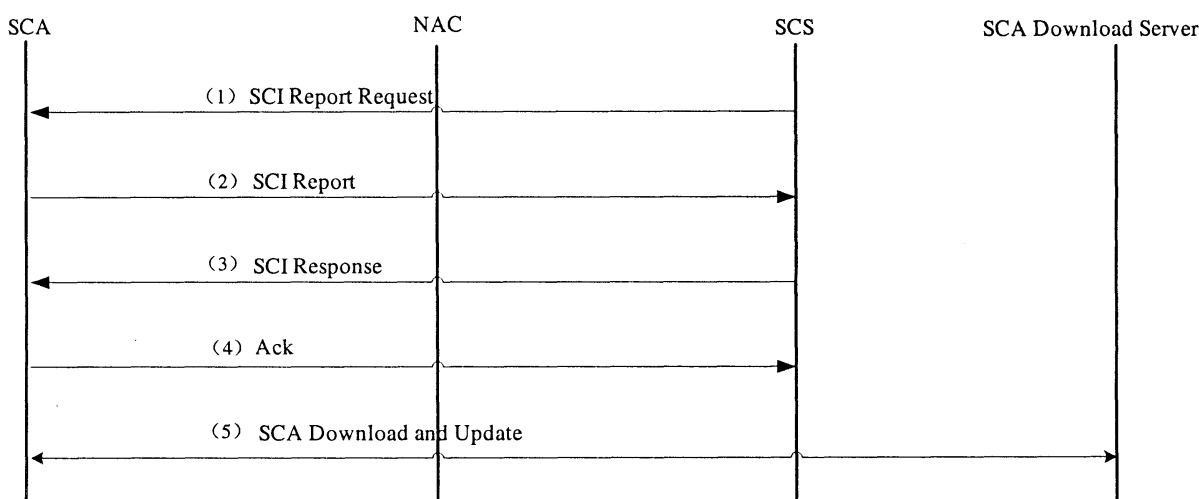 SCA NAC SCS SCA Download Server
（1） SCI Report Request
（2） SCI Report
（3） SCI Response
（4） Ack
（5） SCA Download and Update